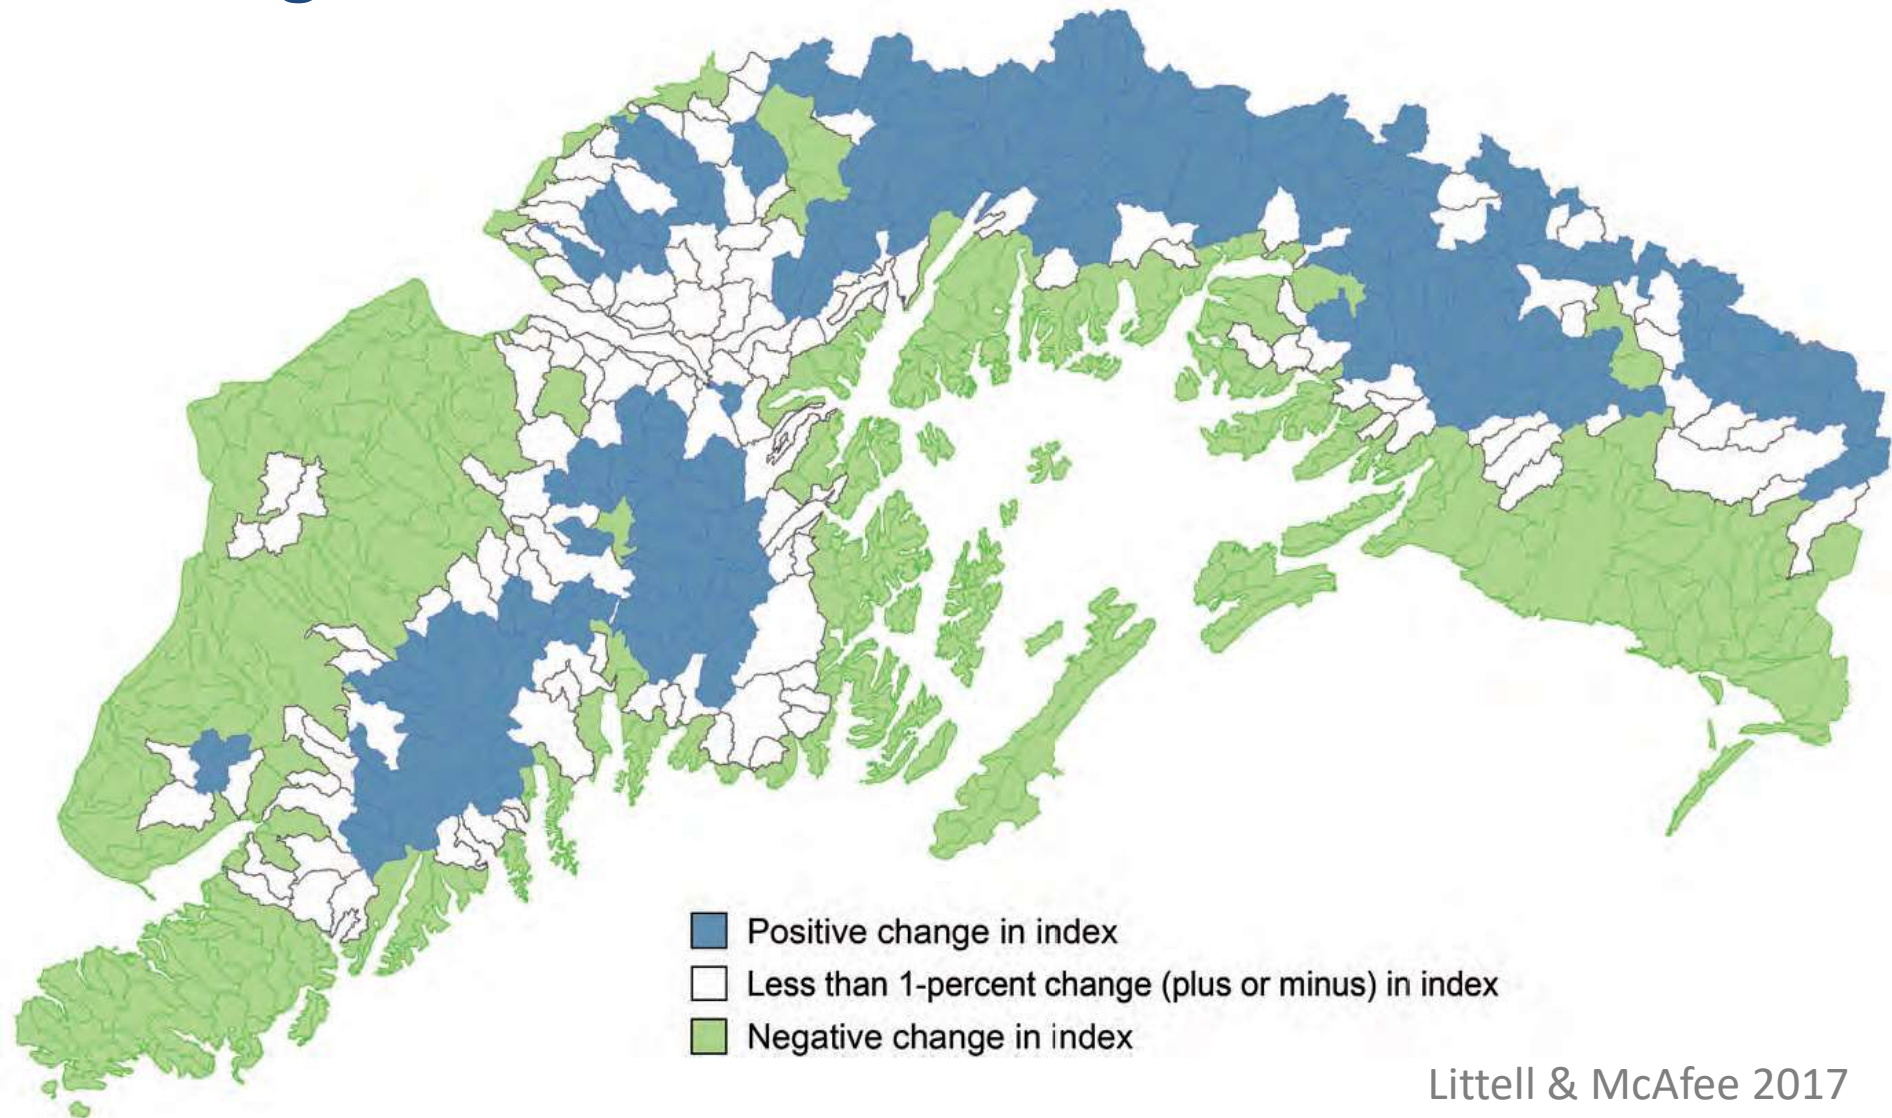 Positive change in index
Less than 1-percent change (plus or minus) in index
Negative change in index
Littell & McAfee 2017